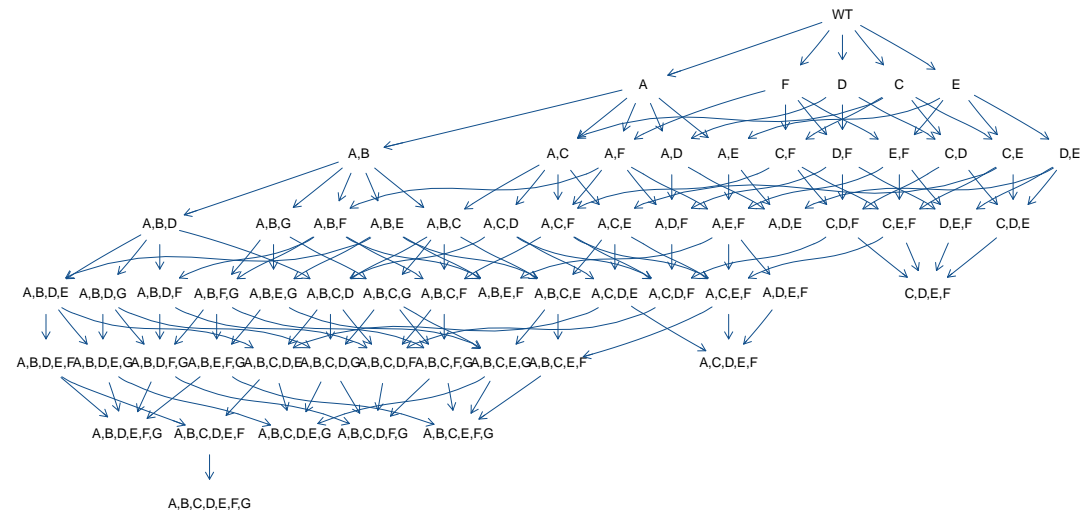 WT
A F D C E
A,B A,C A,F A,D A,E C,F D,F E,F C,D C,E D,E
A,B,D A,B,G A,B,F A,B,E A,B,C A,C,D A,C,F A,C,E A,D,F A,E,F A,D,E C,D,F C,E,F D,E,F C,D,E
A,B,D,E A,B,D,G A,B,D,F A,B,F,G A,B,E,G A,B,C,D A,B,C,G A,B,C,F A,B,E,F A,B,C,E A,C,D,E A,C,D,F A,C,E,F A,D,E,F C,D,E,F
A,B,D,E,F A,B,D,E,G A,B,D,F,G A,B,E,F,G A,B,C,D,E A,B,C,D,G A,B,C,D,F A,B,C,F,G A,B,C,E,G A,B,C,E,F A,C,D,E,F
A,B,D,E,F,G A,B,C,D,E,F A,B,C,D,E,G A,B,C,D,F,G A,B,C,E,F,G
A,B,C,D,E,F,G